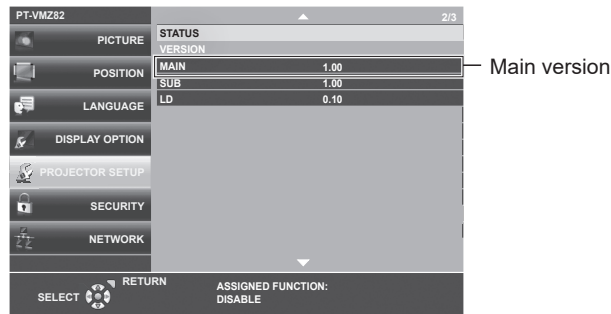 PT-VMZ82
2/3
PICTURE
POSITION
LANGUAGE
DISPLAY OPTION
PROJECTOR SETUP
SECURITY
NETWORK
STATUS
VERSION
MAIN 1.00
SUB 1.00
LD 0.10
Main version
SELECT
RETURN
ASSIGNED FUNCTION:
DISABLE